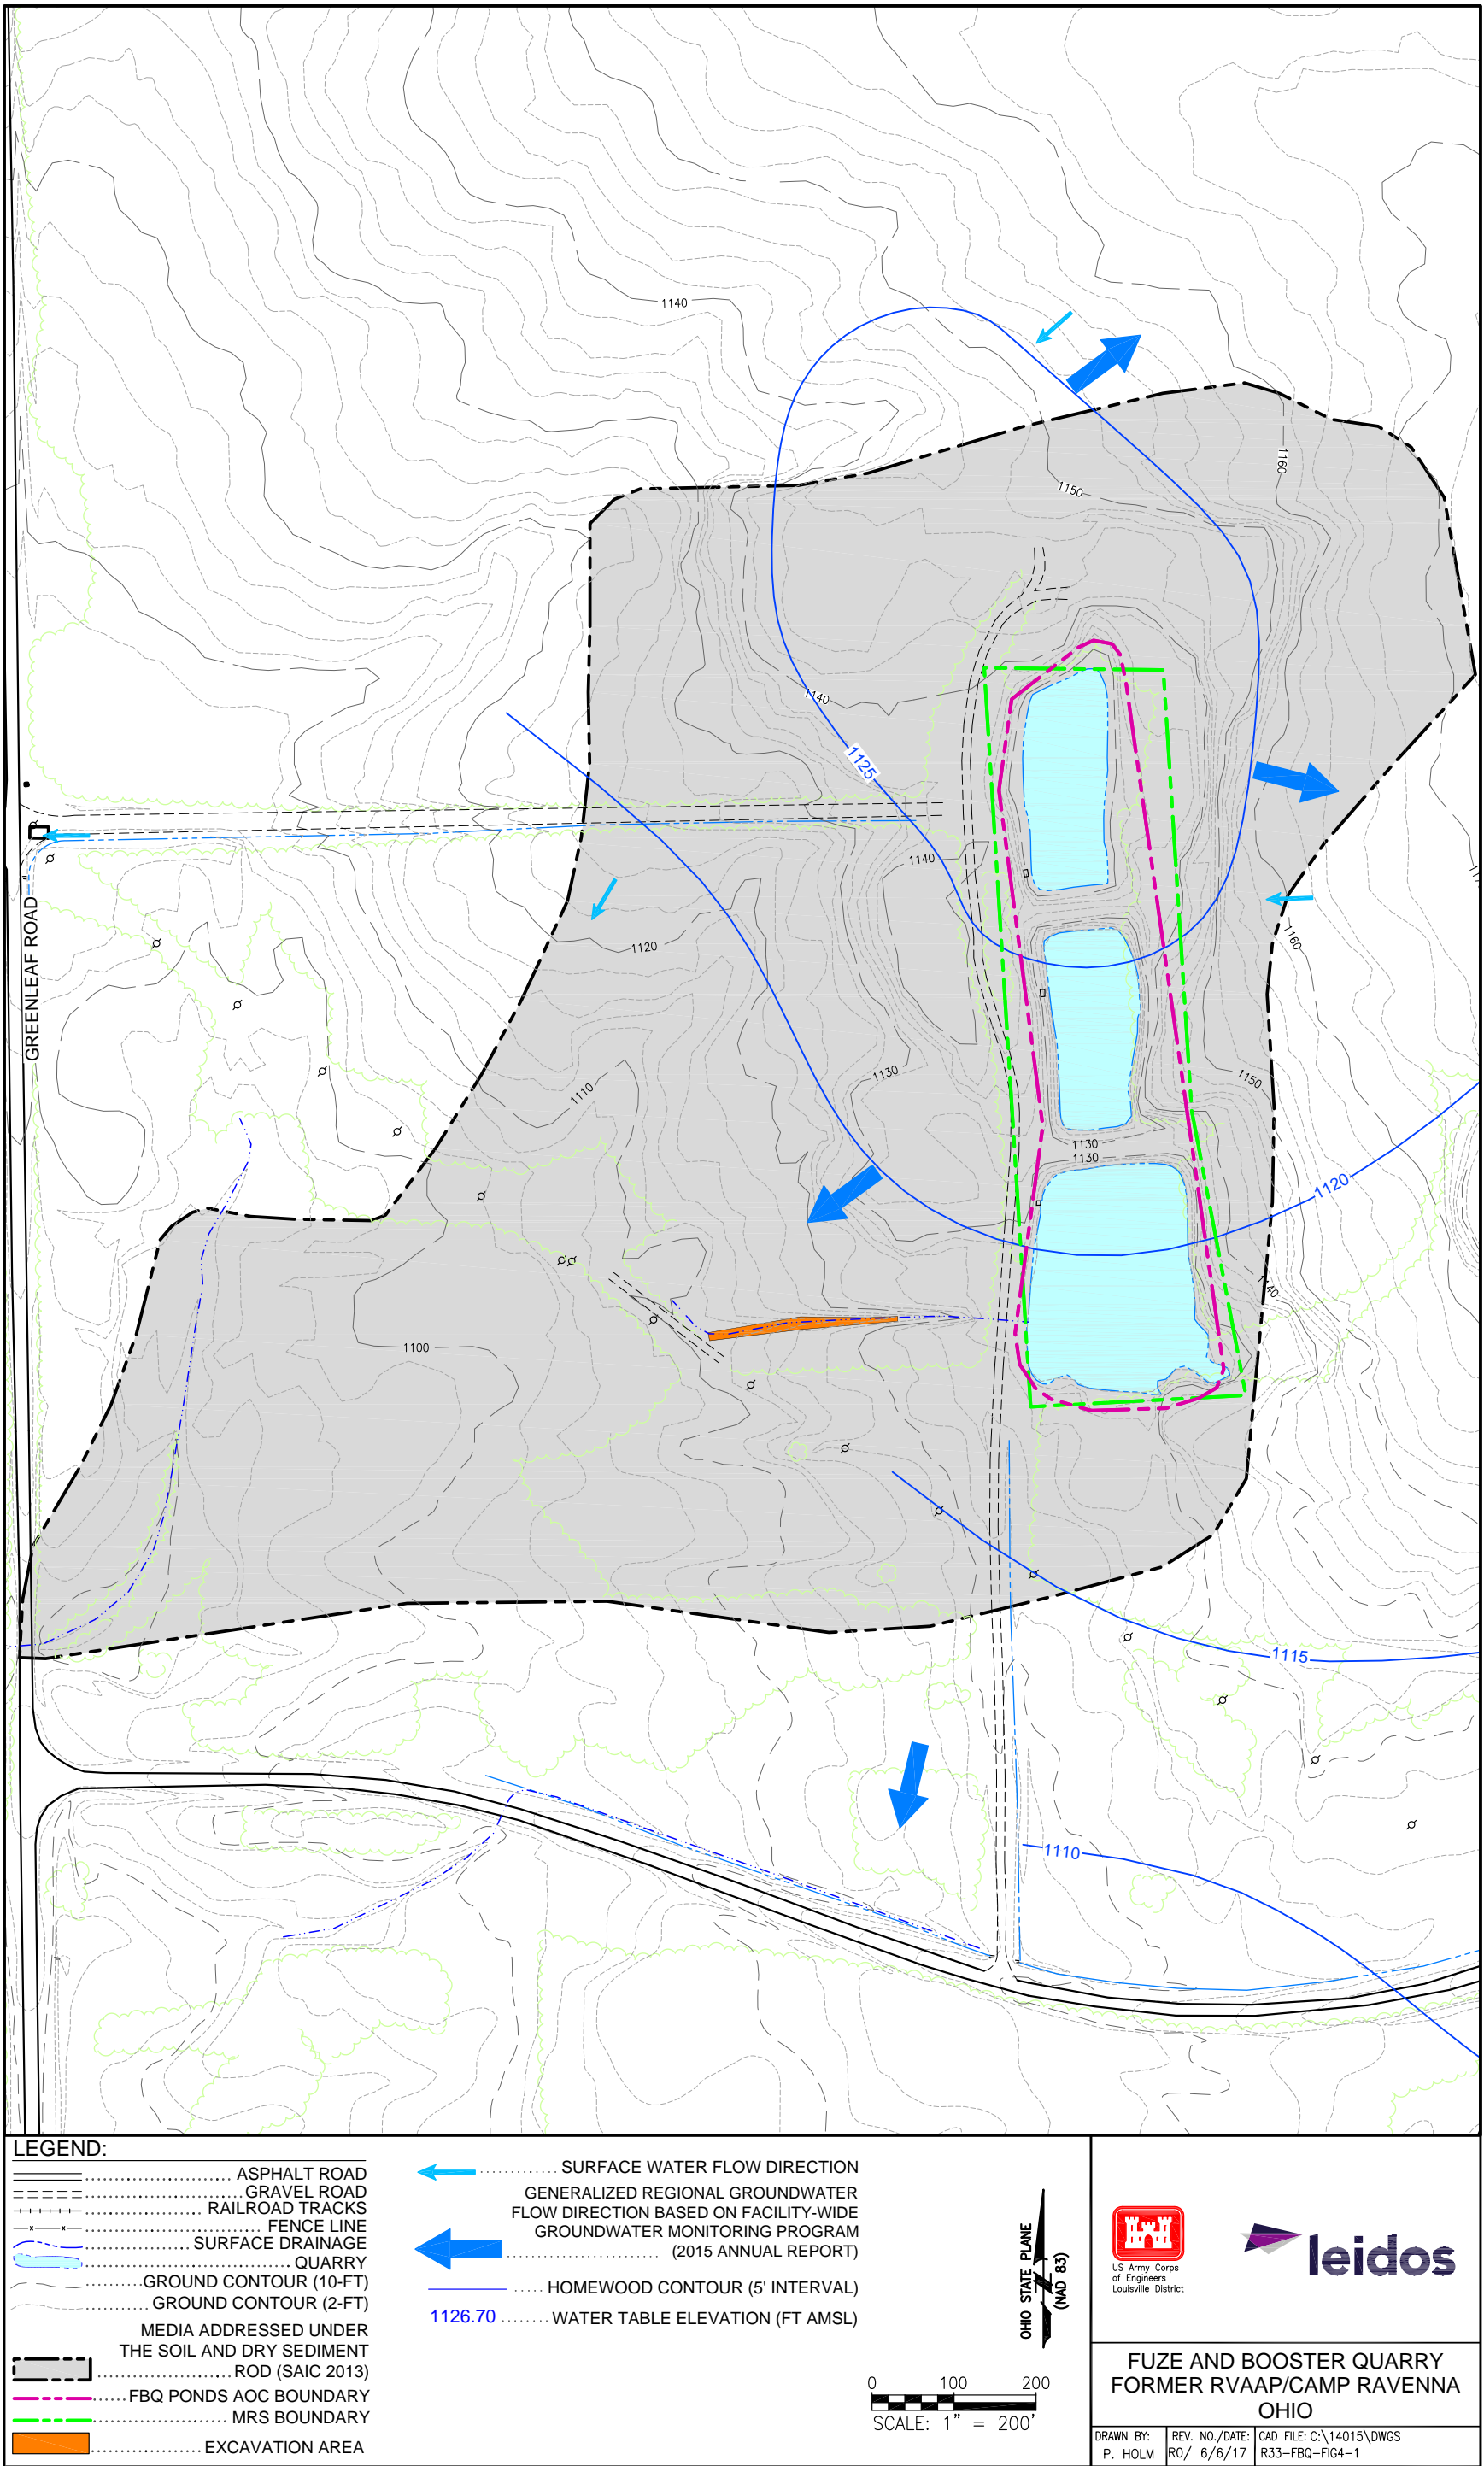 1140
1150
1160
1140
1125
1140
1160
1120
GREENLEAF ROAD
1130
1150
1110
1130
1130
1120
1140
1100
1115
1110
LEGEND:
ASPHALT ROAD
GRAVEL ROAD
RAILROAD TRACKS
FENCE LINE
SURFACE DRAINAGE
QUARRY
GROUND CONTOUR (10-FT)
GROUND CONTOUR (2-FT)
MEDIA ADDRESSED UNDER
THE SOIL AND DRY SEDIMENT
ROD (SAIC 2013)
FBQ PONDS AOC BOUNDARY
MRS BOUNDARY
EXCAVATION AREA
SURFACE WATER FLOW DIRECTION
GENERALIZED REGIONAL GROUNDWATER
FLOW DIRECTION BASED ON FACILITY-WIDE
GROUNDWATER MONITORING PROGRAM
(2015 ANNUAL REPORT)
HOMEWOOD CONTOUR (5' INTERVAL)
1126.70 WATER TABLE ELEVATION (FT AMSL)
OHIO STATE PLANE
(NAD 83)
0 100 200
SCALE: 1" = 200'
US Army Corps
of Engineers
Louisville District
leidos
FUZE AND BOOSTER QUARRY
FORMER RVAAP/CAMP RAVENNA
OHIO
DRAWN BY:
P. HOLM
REV. NO./DATE:
R0/ 6/6/17
CAD FILE: C:\14015\DWGS
R33-FBQ-FIG4-1